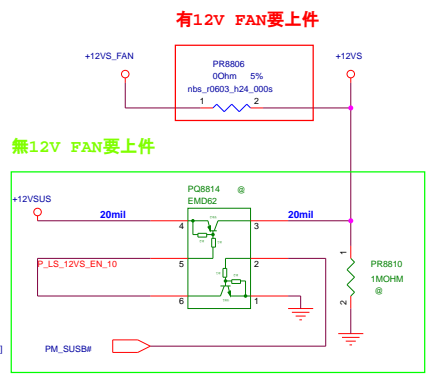 有12V FAN要上件
+12VS_FAN
+12VS
PR8806
0Ohm 5%
nbs_r0603_h24_000s
1 2
無12V FAN要上件
PQ8814 @
EMD62
+12VSUS
20mil
20mil
4 3
P_LS_12VS_EN_10
5 2
6 1
1
PR8810
1MOHM
@
2
PM_SUSB#
]